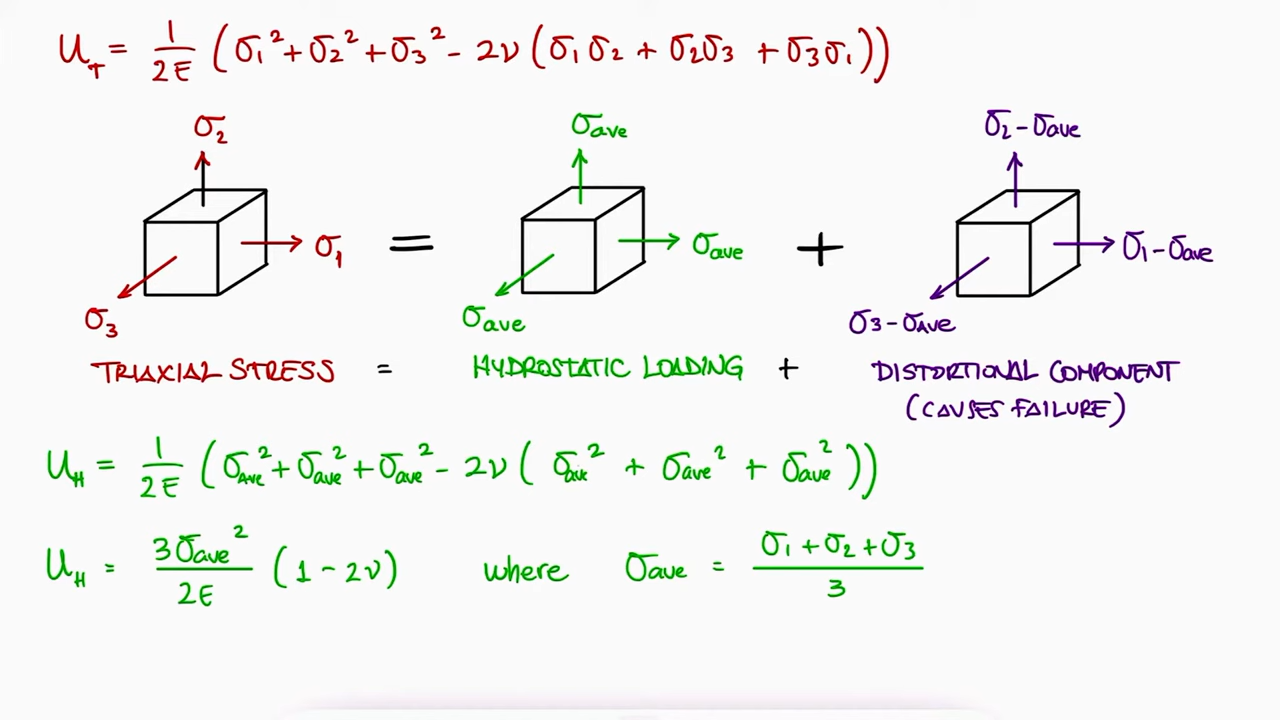 U_T = 1/2E (σ1² + σ2² + σ3² - 2ν (σ1σ2 + σ2σ3 + σ3σ1))
σ2 σave σ2 - σave
σ1 = σave + σ1 - σave
σ3 σave σ3 - σAve
TRIAXIAL STRESS = HYDROSTATIC LOADING + DISTORTIONAL COMPONENT
(CAUSES FAILURE)
U_H = 1/2E (σAve² + σave² + σave² - 2ν (σave² + σave² + σave²))
U_H = 3σave²/2E (1 - 2ν) where σave = σ1 + σ2 + σ3/3